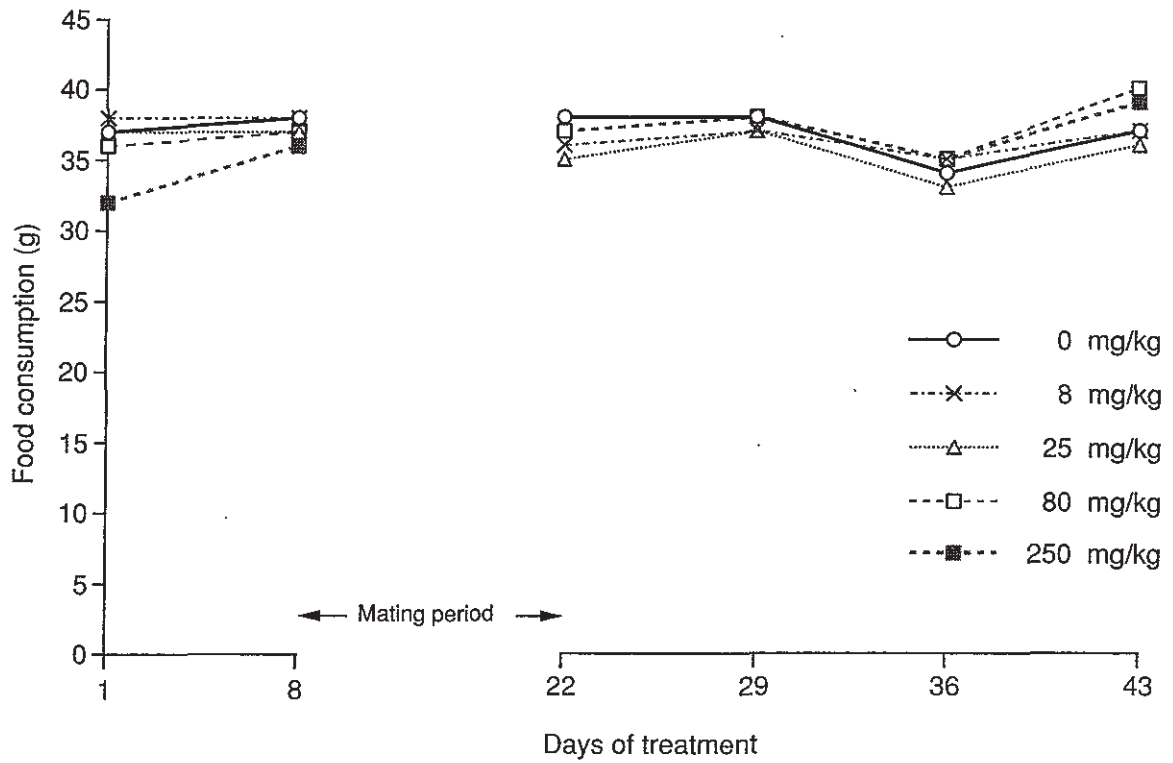 Food consumption (g)
45
40
35
30
25
20
15
10
5
0
0 mg/kg
8 mg/kg
25 mg/kg
80 mg/kg
250 mg/kg
Mating period
1 8 22 29 36 43
Days of treatment